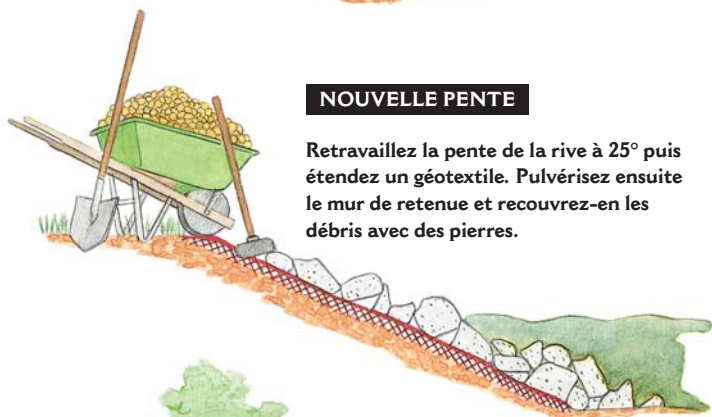 NOUVELLE PENTE
Retravaillez la pente de la rive à 25° puis
étendez un géotextile. Pulvérisez ensuite
le mur de retenue et recouvrez-en les
débris avec des pierres.